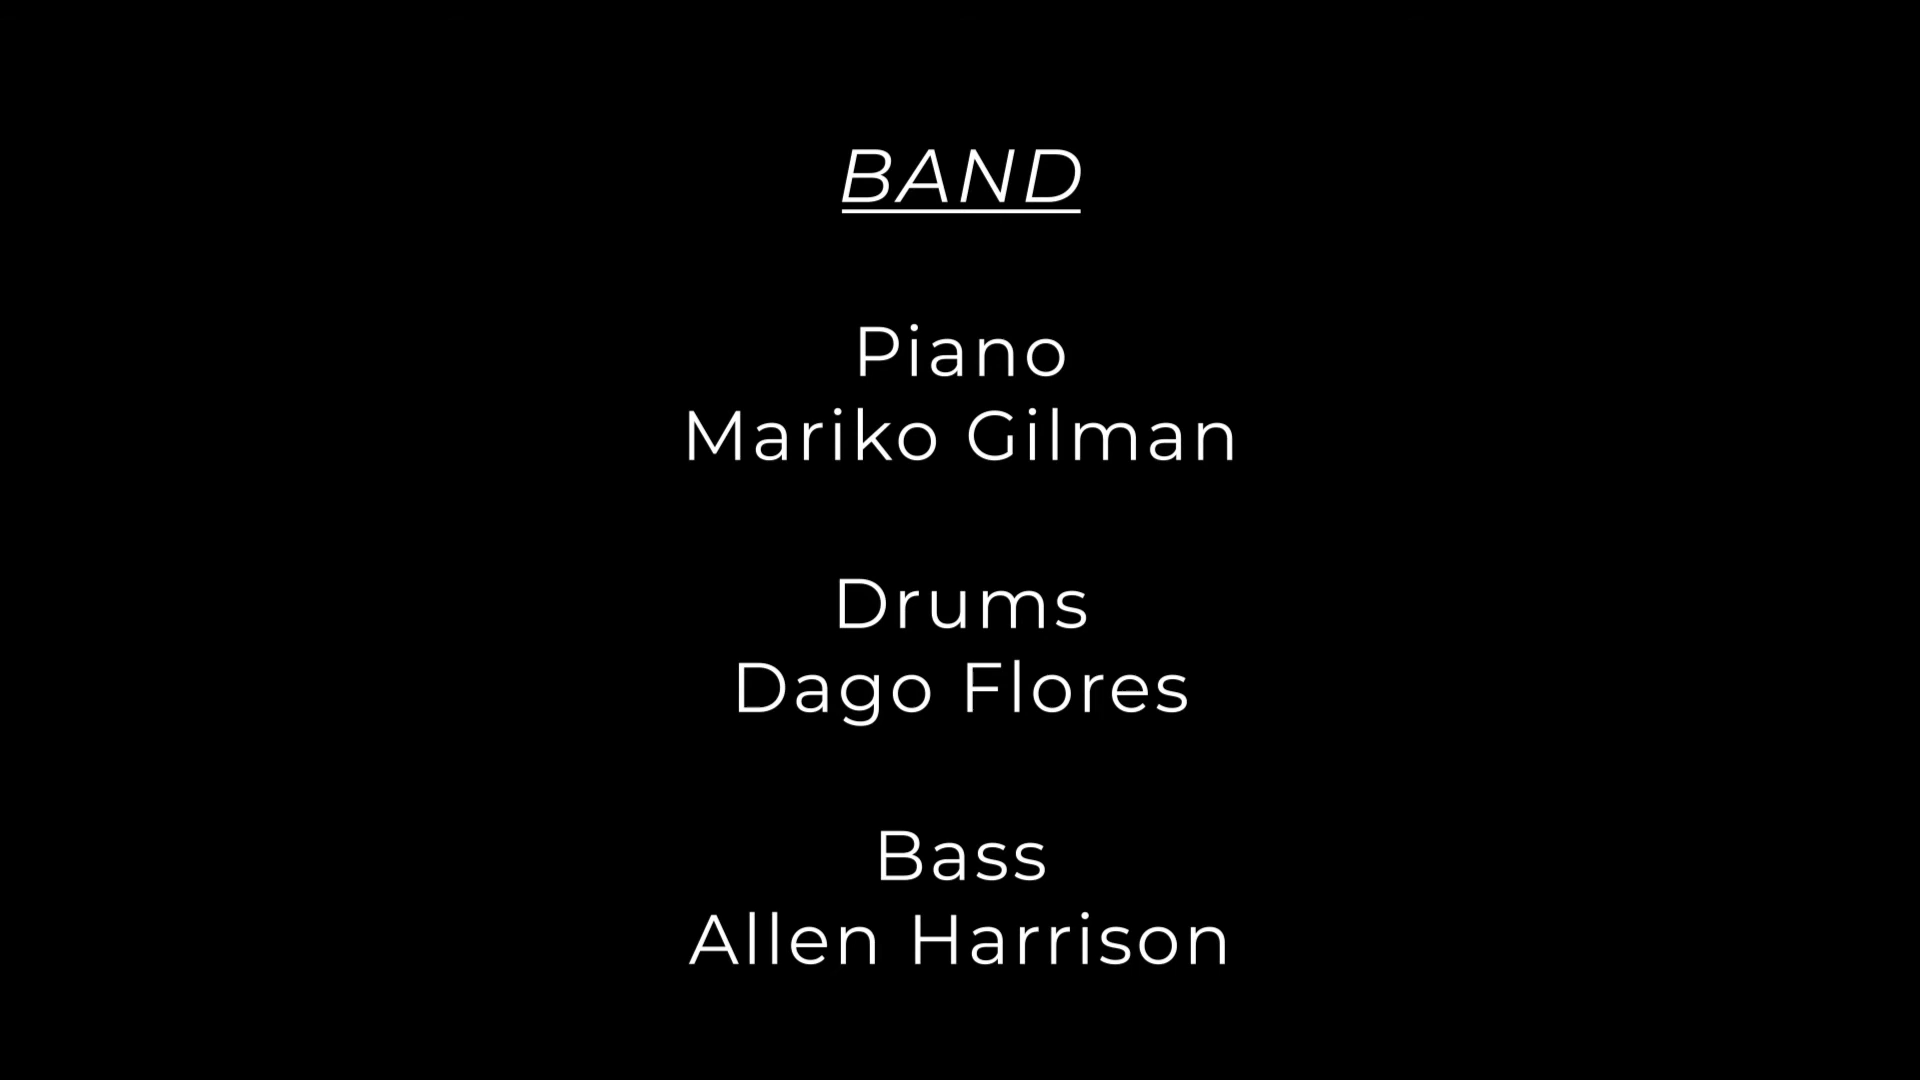 BAND
Piano
Mariko Gilman
Drums
Dago Flores
Bass
Allen Harrison